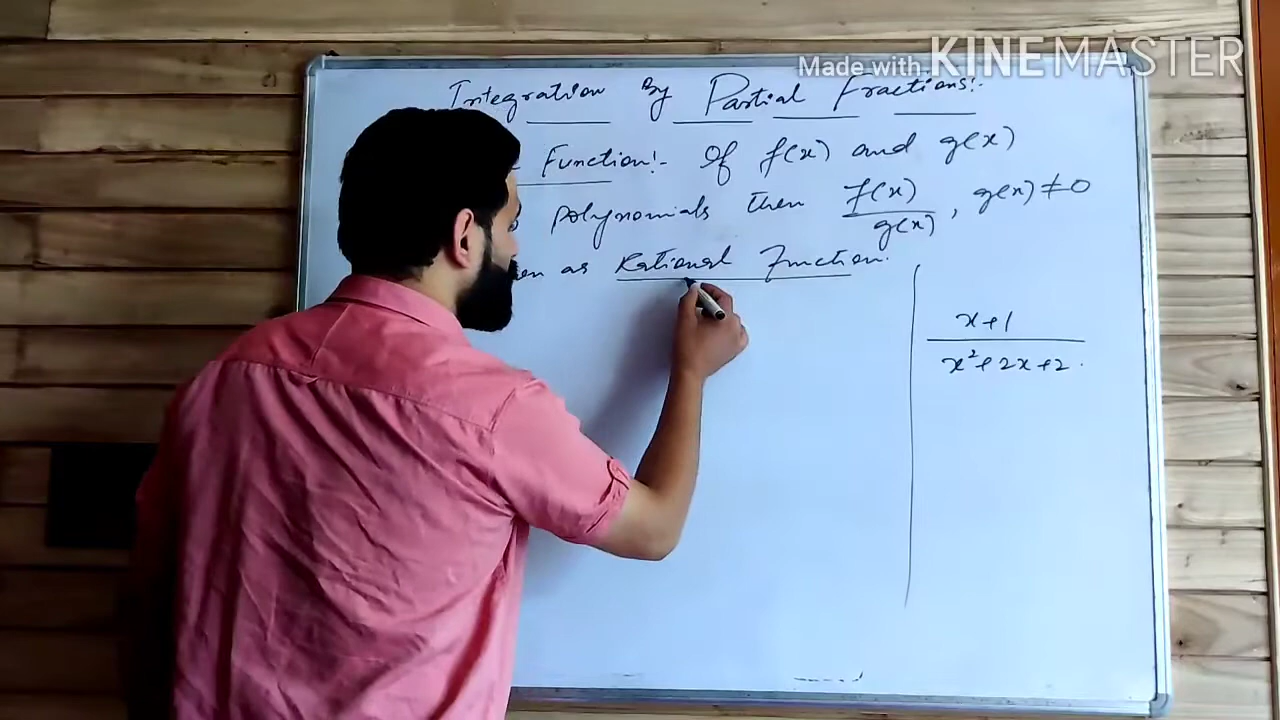 Made with KINEMASTER
Integration By Partial Fractions:-
Function:- If f(x) and g(x)
polynomials then f(x)/g(x), g(x)≠0
as Rational Function.
x+1
x²+2x+2.